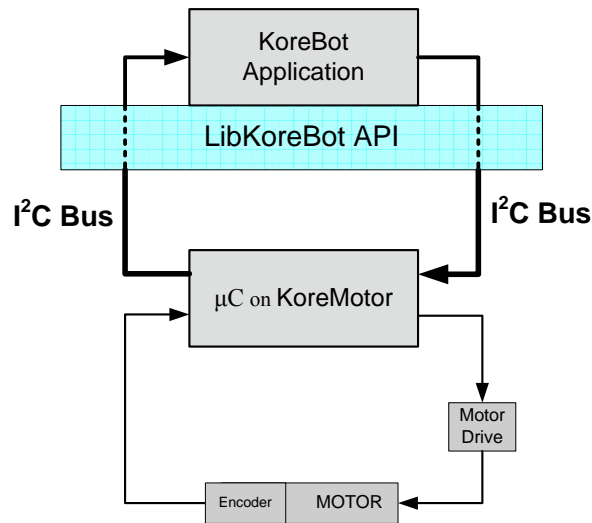 KoreBot
Application
LibKoreBot API
I²C Bus
I²C Bus
μC on KoreMotor
Motor
Drive
Encoder
MOTOR